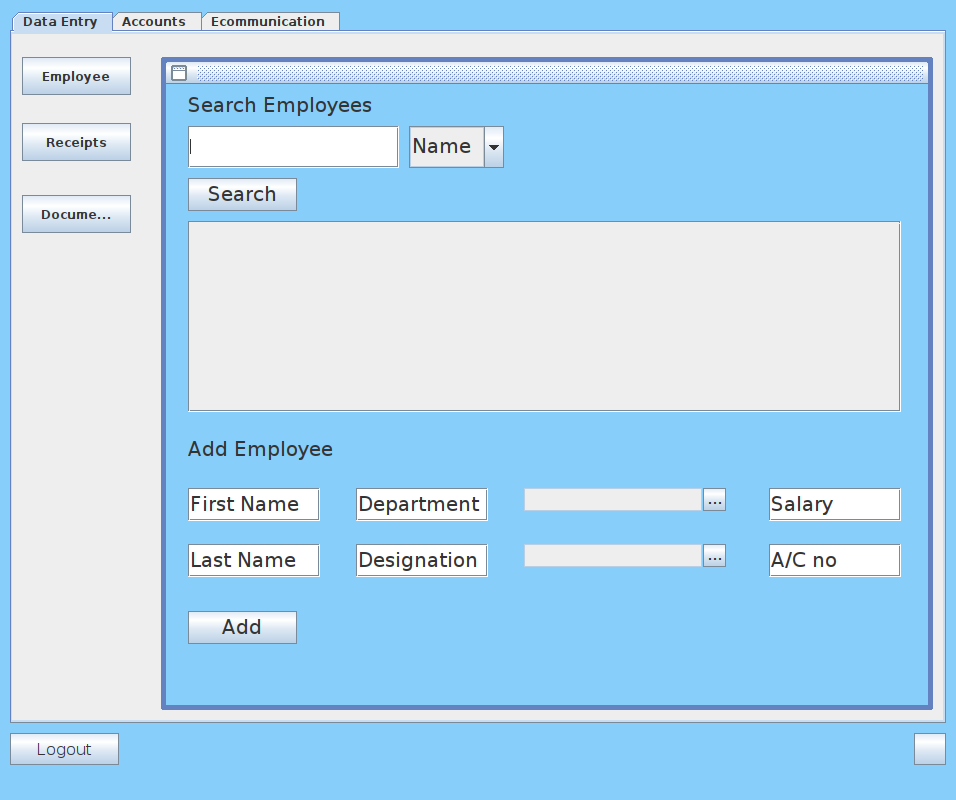 Data Entry Accounts Ecommunication
Employee
Receipts
Docume...
Search Employees
Name
Search
Add Employee
First Name Department ... Salary
Last Name Designation ... A/C no
Add
Logout